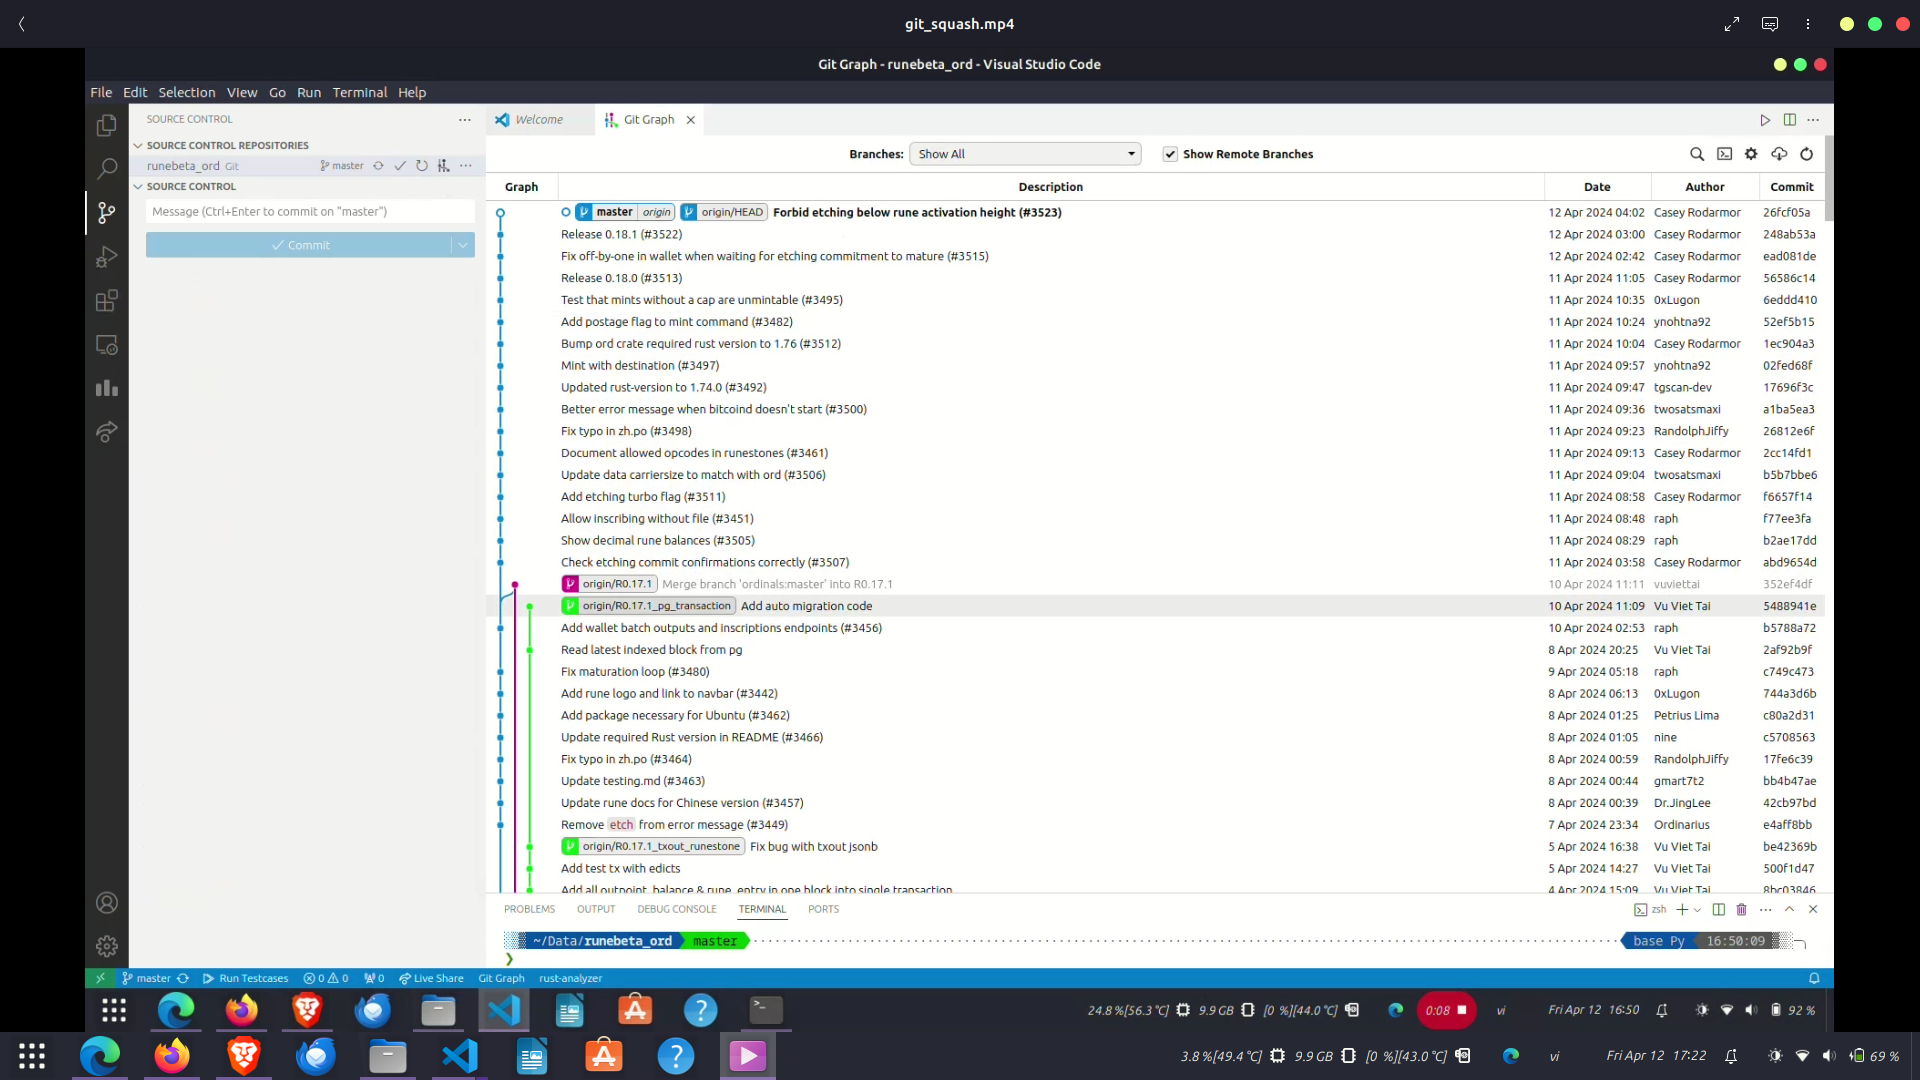 git_squash.mp4
Git Graph - runebeta_ord - Visual Studio Code
File Edit Selection View Go Run Terminal Help
SOURCE CONTROL
Welcome
Git Graph
SOURCE CONTROL REPOSITORIES
runebeta_ord Git master
SOURCE CONTROL
Message (Ctrl+Enter to commit on "master")
Commit
Branches: Show All Show Remote Branches
Graph Description Date Author Commit
master origin origin/HEAD Forbid etching below rune activation height (#3523) 12 Apr 2024 04:02 Casey Rodarmor 26fcf05a
Release 0.18.1 (#3522) 12 Apr 2024 03:00 Casey Rodarmor 248ab53a
Fix off-by-one in wallet when waiting for etching commitment to mature (#3515) 12 Apr 2024 02:42 Casey Rodarmor ead081de
Release 0.18.0 (#3513) 11 Apr 2024 11:05 Casey Rodarmor 56586c14
Test that mints without a cap are unmintable (#3495) 11 Apr 2024 10:35 0xLugon 6eddd410
Add postage flag to mint command (#3482) 11 Apr 2024 10:24 ynohtna92 52ef5b15
Bump ord crate required rust version to 1.76 (#3512) 11 Apr 2024 10:04 Casey Rodarmor 1ec904a3
Mint with destination (#3497) 11 Apr 2024 09:57 ynohtna92 02fed68f
Updated rust-version to 1.74.0 (#3492) 11 Apr 2024 09:47 tgscan-dev 17696f3c
Better error message when bitcoind doesn't start (#3500) 11 Apr 2024 09:36 twosatsmaxi a1ba5ea3
Fix typo in zh.po (#3498) 11 Apr 2024 09:23 RandolphJiffy 26812e6f
Document allowed opcodes in runestones (#3461) 11 Apr 2024 09:13 Casey Rodarmor 2cc14fd1
Update data carriersize to match with ord (#3506) 11 Apr 2024 09:04 twosatsmaxi b5b7bbe6
Add etching turbo flag (#3511) 11 Apr 2024 08:58 Casey Rodarmor f6657f14
Allow inscribing without file (#3451) 11 Apr 2024 08:48 raph f77ee3fa
Show decimal rune balances (#3505) 11 Apr 2024 08:29 raph b2ae17dd
Check etching commit confirmations correctly (#3507) 11 Apr 2024 03:58 Casey Rodarmor abd9654d
origin/R0.17.1 Merge branch 'ordinals:master' into R0.17.1 10 Apr 2024 11:11 vuviettai 352ef4df
origin/R0.17.1_pg_transaction Add auto migration code 10 Apr 2024 11:09 Vu Viet Tai 5488941e
Add wallet batch outputs and inscriptions endpoints (#3456) 10 Apr 2024 02:53 raph b5788a72
Read latest indexed block from pg 8 Apr 2024 20:25 Vu Viet Tai 2af92b9f
Fix maturation loop (#3480) 9 Apr 2024 05:18 raph c749c473
Add rune logo and link to navbar (#3442) 8 Apr 2024 06:13 0xLugon 744a3d6b
Add package necessary for Ubuntu (#3462) 8 Apr 2024 01:25 Petrius Lima c80a2d31
Update required Rust version in README (#3466) 8 Apr 2024 01:05 nine c5708563
Fix typo in zh.po (#3464) 8 Apr 2024 00:59 RandolphJiffy 17fe6c39
Update testing.md (#3463) 8 Apr 2024 00:44 gmart7t2 bb4b47ae
Update rune docs for Chinese version (#3457) 8 Apr 2024 00:39 Dr.JingLee 42cb97bd
Remove etch from error message (#3449) 7 Apr 2024 23:34 Ordinarius e4aff8bb
origin/R0.17.1_txout_runestone Fix bug with txout jsonb 5 Apr 2024 16:38 Vu Viet Tai be42369b
Add test tx with edicts 5 Apr 2024 14:27 Vu Viet Tai 500f1d47
Add all outpoint, balance & rune, entry in one block into single transaction 4 Apr 2024 15:09 Vu Viet Tai 8bc03846
PROBLEMS OUTPUT DEBUG CONSOLE TERMINAL PORTS zsh
~/Data/runebeta_ord master base Py 16:50:09
master Run Testcases 0 0 0 Live Share Git Graph rust-analyzer
24.8%[56.3°C] 9.9GB [0 %][44.0°C] 0:08 vi Fri Apr 12 16:50 92 %
3.8%[49.4°C] 9.9GB [0 %][43.0°C] vi Fri Apr 12 17:22 69 %